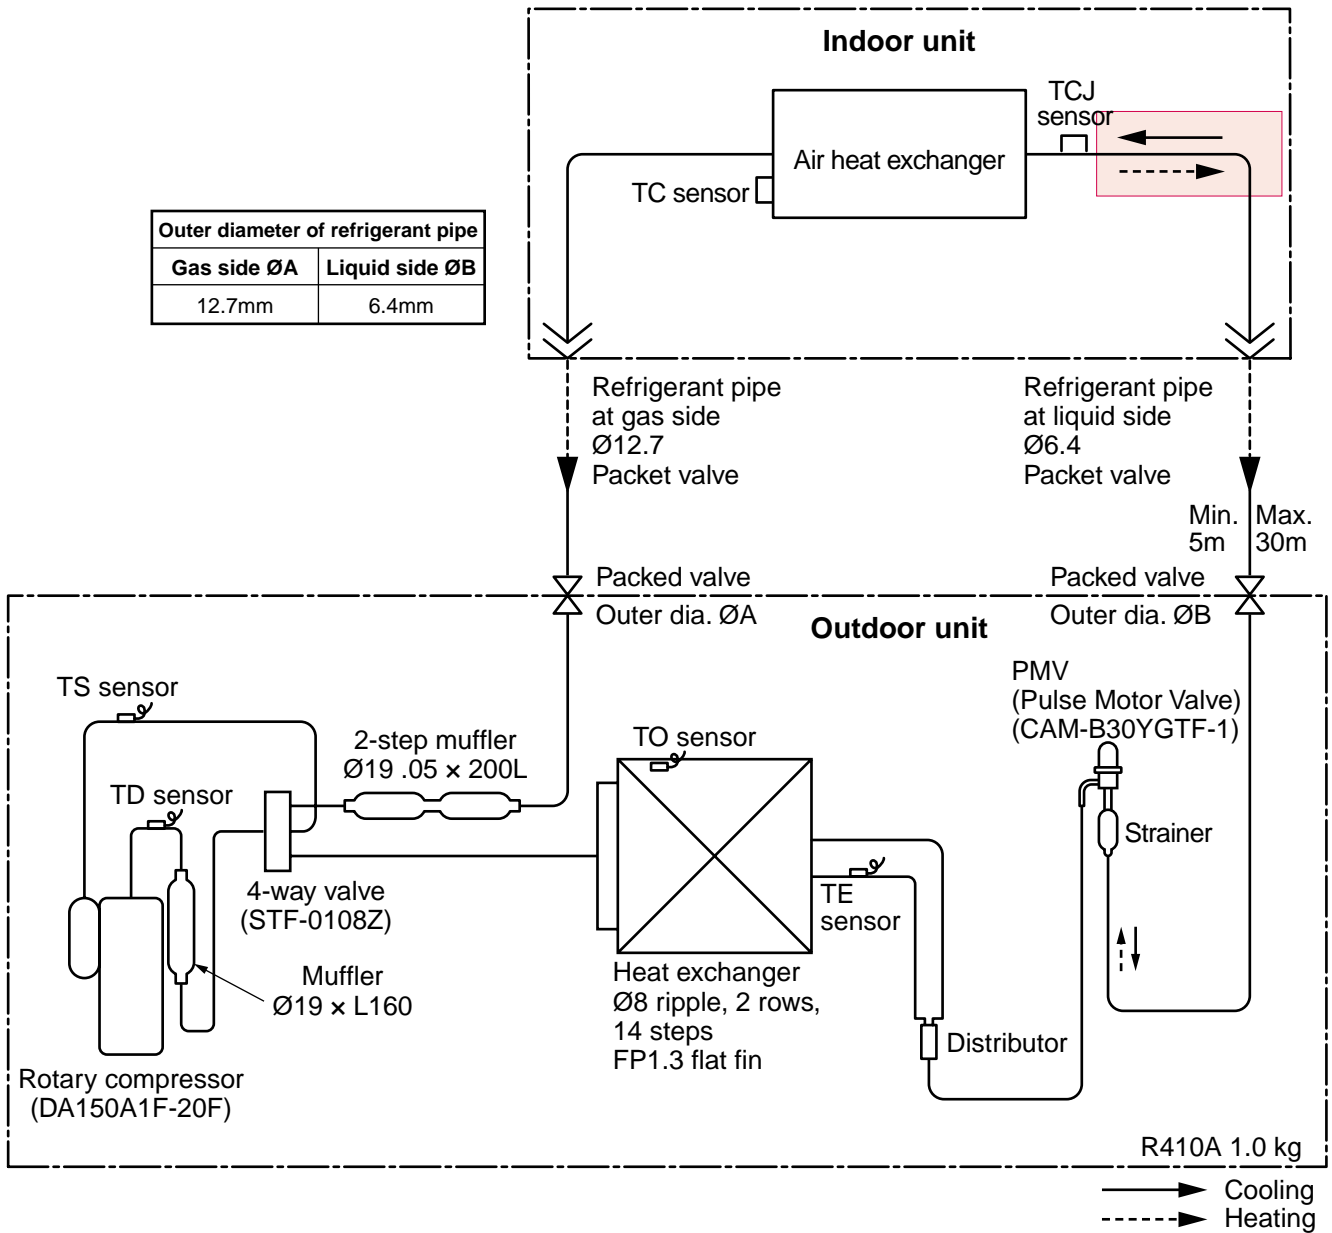 Indoor unit
TCJ
sensor
Air heat exchanger
TC sensor
Outer diameter of refrigerant pipe
Gas side ØA Liquid side ØB
12.7mm 6.4mm
Refrigerant pipe
at gas side
Ø12.7
Packet valve
Refrigerant pipe
at liquid side
Ø6.4
Packet valve
Min. Max.
5m 30m
Packed valve
Outer dia. ØA
Packed valve
Outer dia. ØB
Outdoor unit
TS sensor
2-step muffler
Ø19 .05 × 200L
TD sensor
TO sensor
PMV
(Pulse Motor Valve)
(CAM-B30YGTF-1)
Strainer
4-way valve
(STF-0108Z)
TE
sensor
Muffler
Ø19 × L160
Heat exchanger
Ø8 ripple, 2 rows,
14 steps
FP1.3 flat fin
Distributor
Rotary compressor
(DA150A1F-20F)
R410A 1.0 kg
Cooling
Heating